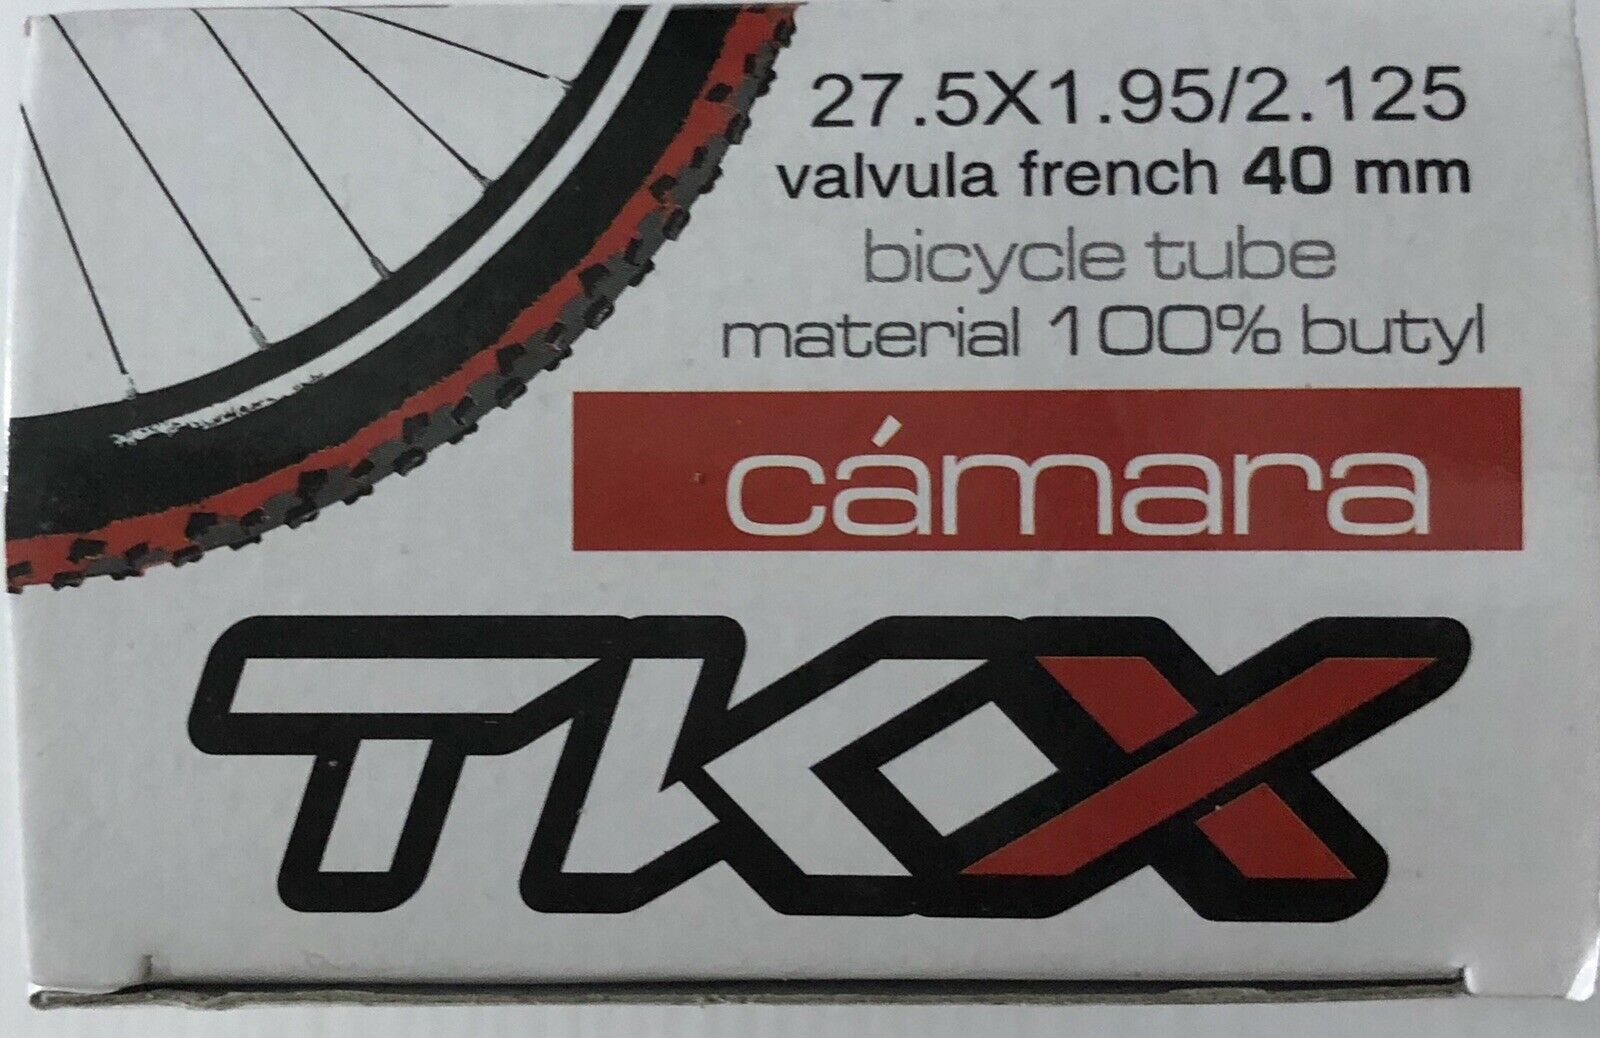 27.5X1.95/2.125
valvula french 40 mm
bicycle tube
material 100% butyl
cámara
TKX